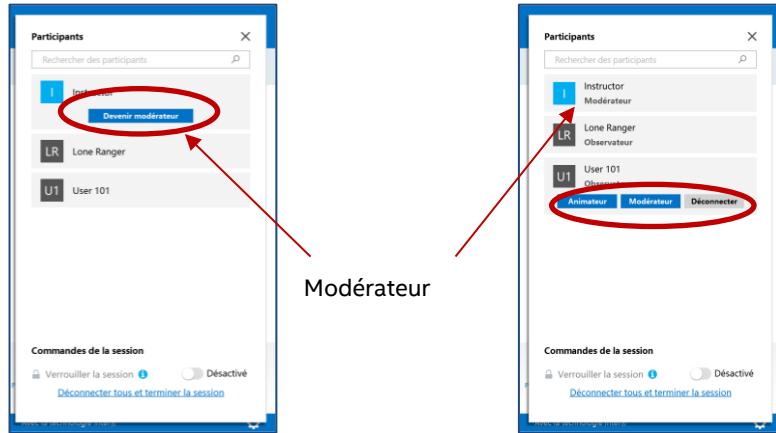 Participants
Rechercher des participants
I
Instructor
Devenir modérateur
LR Lone Ranger
U1 User 101
Commandes de la session
Verrouiller la session
Désactivé
Déconnecter tous et terminer la session
Modérateur
Participants
Rechercher des participants
I
Instructor
Modérateur
LR
Lone Ranger
Observateur
U1
User 101
Observateur
Animateur Modérateur Déconnecter
Commandes de la session
Verrouiller la session
Désactivé
Déconnecter tous et terminer la session